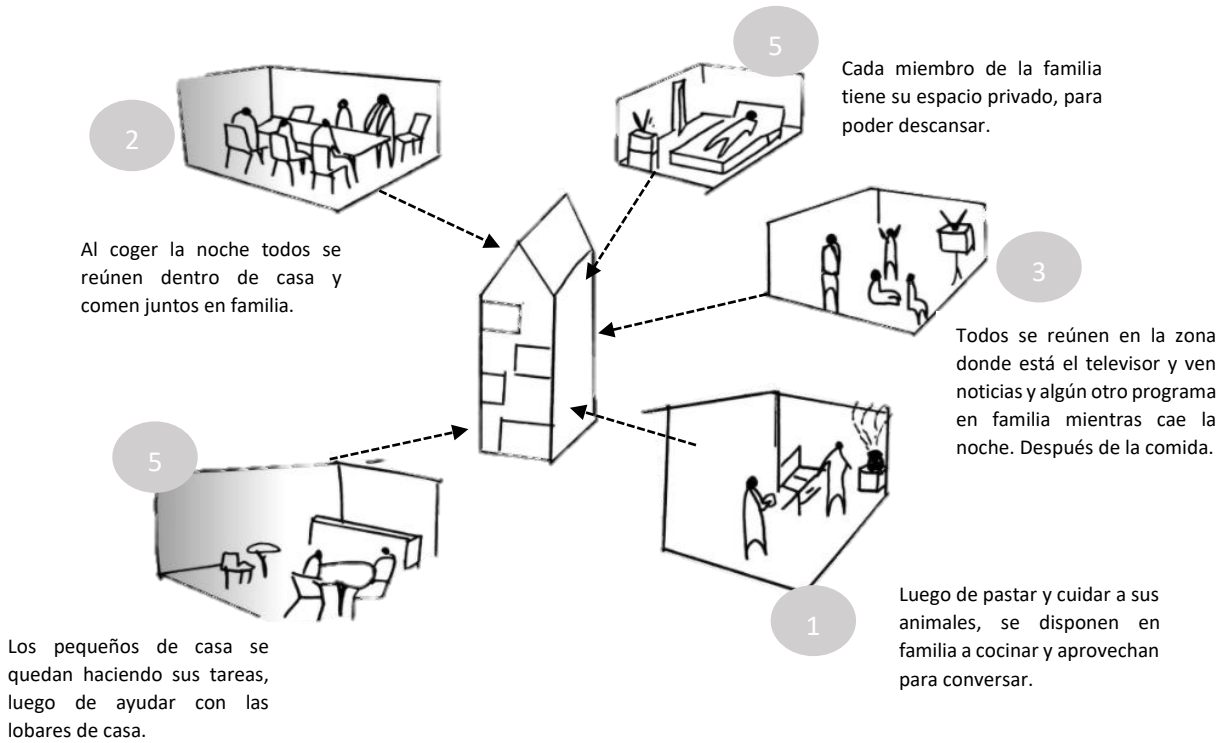 5
Cada miembro de la familia
tiene su espacio privado, para
poder descansar.
2
Al coger la noche todos se
reúnen dentro de casa y
comen juntos en familia.
3
Todos se reúnen en la zona
donde está el televisor y ven
noticias y algún otro programa
en familia mientras cae la
noche. Después de la comida.
5
Los pequeños de casa se
quedan haciendo sus tareas,
luego de ayudar con las
lobares de casa.
1
Luego de pastar y cuidar a sus
animales, se disponen en
familia a cocinar y aprovechan
para conversar.